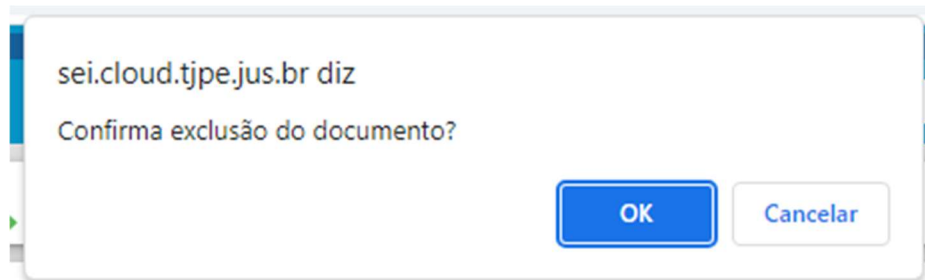 sei.cloud.tjpe.jus.br diz
Confirma exclusão do documento?
OK
Cancelar